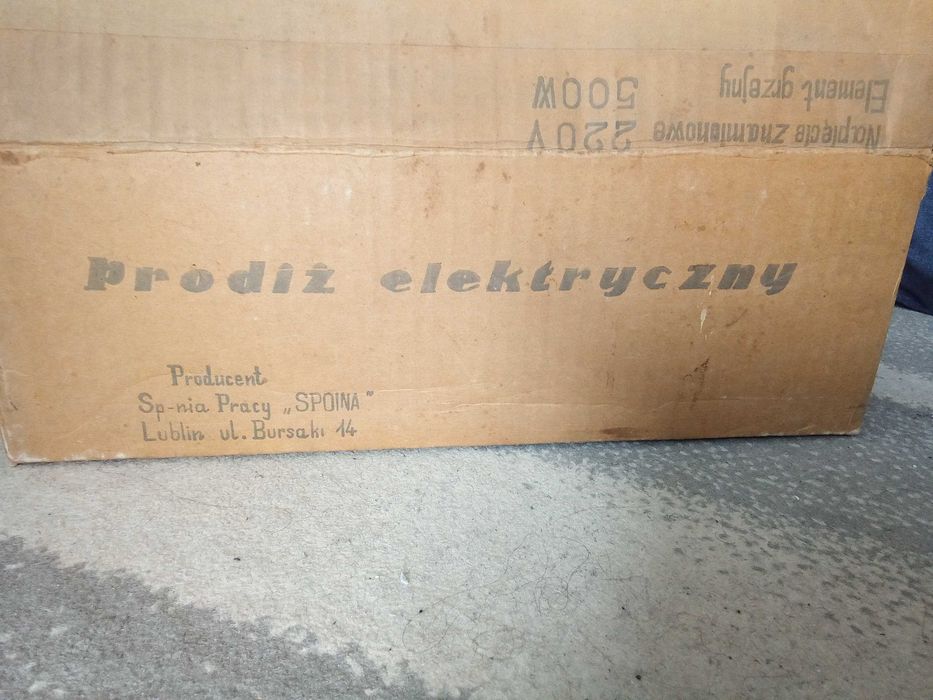 Napięcie znamionowe 220V
Element grzejny 500W
Prodiż elektryczny
Producent
Sp-nia Pracy „SPOINA"
Lublin ul. Bursaki 14